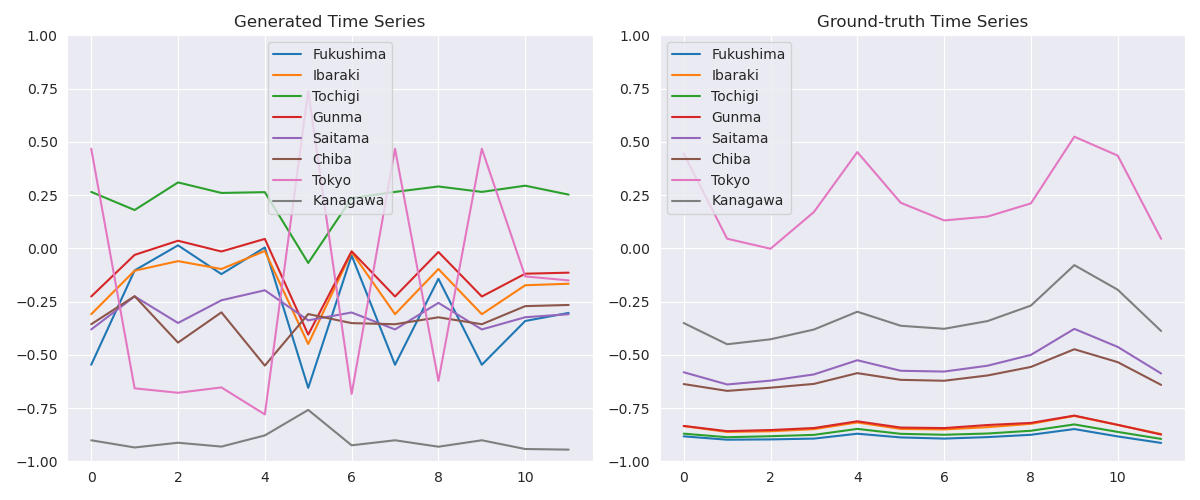 Generated Time Series
1.00
0.75
0.50
0.25
0.00
−0.25
−0.50
−0.75
−1.00
0 2 4 6 8 10
Fukushima
Ibaraki
Tochigi
Gunma
Saitama
Chiba
Tokyo
Kanagawa
Ground-truth Time Series
1.00
0.75
0.50
0.25
0.00
−0.25
−0.50
−0.75
−1.00
0 2 4 6 8 10
Fukushima
Ibaraki
Tochigi
Gunma
Saitama
Chiba
Tokyo
Kanagawa